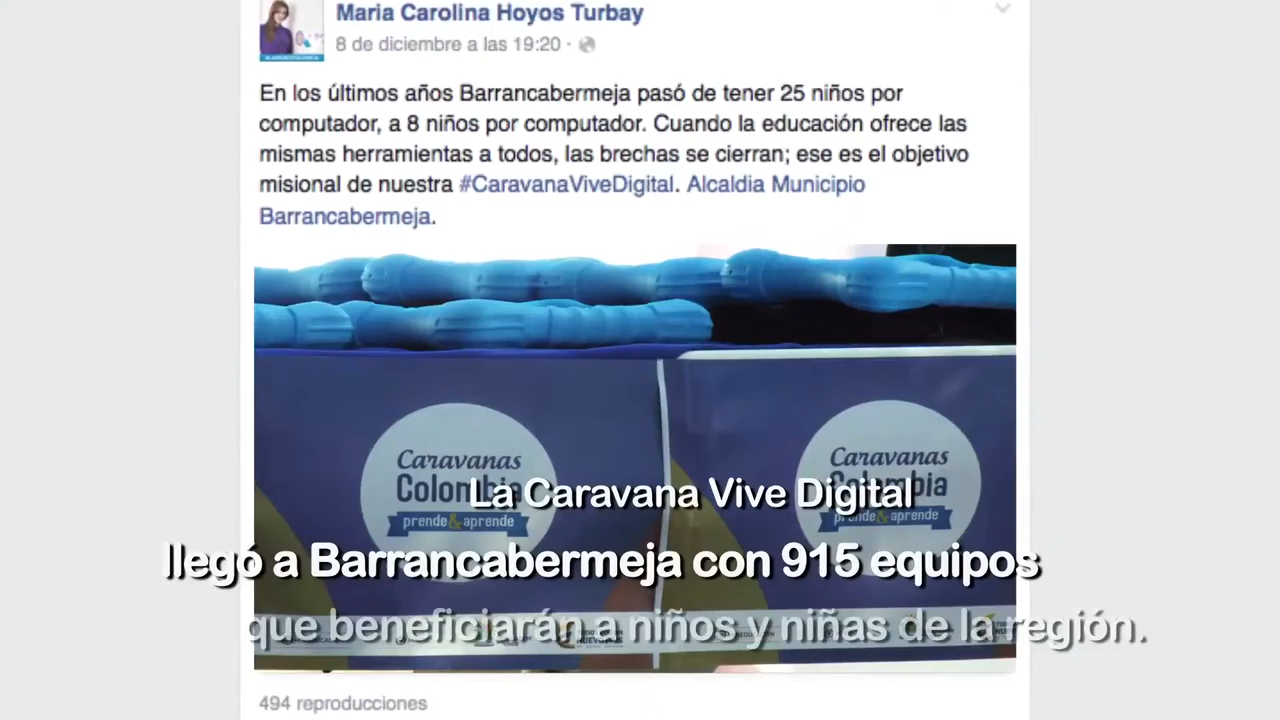 Maria Carolina Hoyos Turbay
8 de diciembre a las 19:20 ·
En los últimos años Barrancabermeja pasó de tener 25 niños por
computador, a 8 niños por computador. Cuando la educación ofrece las
mismas herramientas a todos, las brechas se cierran; ese es el objetivo
misional de nuestra #CaravanaViveDigital. Alcaldia Municipio
Barrancabermeja.
Caravanas
Colombia
prende&aprende
Caravanas
Colombia
prende&aprende
La Caravana Vive Digital
llegó a Barrancabermeja con 915 equipos
que beneficiarán a niños y niñas de la región.
494 reproducciones